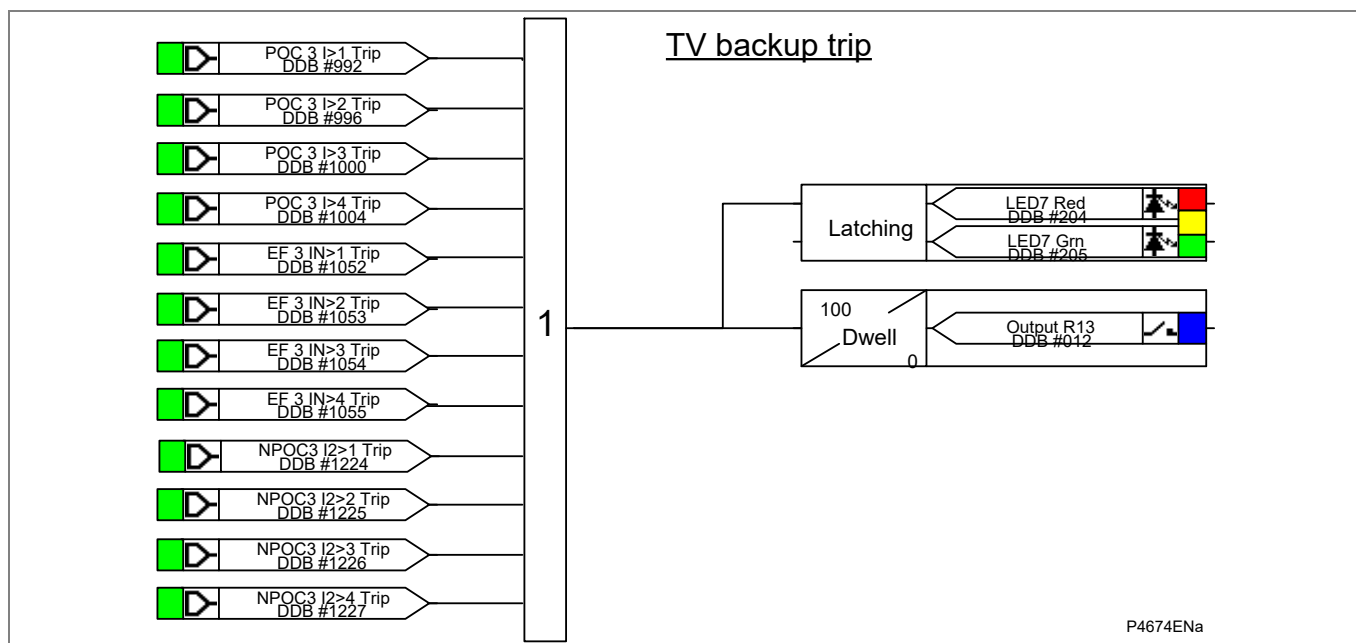 TV backup trip
POC 3 I>1 Trip
DDB #992
POC 3 I>2 Trip
DDB #996
POC 3 I>3 Trip
DDB #1000
POC 3 I>4 Trip
DDB #1004
EF 3 IN>1 Trip
DDB #1052
EF 3 IN>2 Trip
DDB #1053
EF 3 IN>3 Trip
DDB #1054
EF 3 IN>4 Trip
DDB #1055
NPOC3 I2>1 Trip
DDB #1224
NPOC3 I2>2 Trip
DDB #1225
NPOC3 I2>3 Trip
DDB #1226
NPOC3 I2>4 Trip
DDB #1227
1
Latching
LED7 Red
DDB #204
LED7 Grn
DDB #205
100
Dwell
0
Output R13
DDB #012
P4674ENa